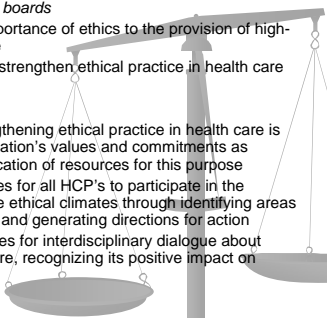 boards
portance of ethics to the provision of high-
strengthen ethical practice in health care
gthening ethical practice in health care is
ation's values and commitments as
cation of resources for this purpose
es for all HCP's to participate in the
e ethical climates through identifying areas
and generating directions for action
es for interdisciplinary dialogue about
re, recognizing its positive impact on